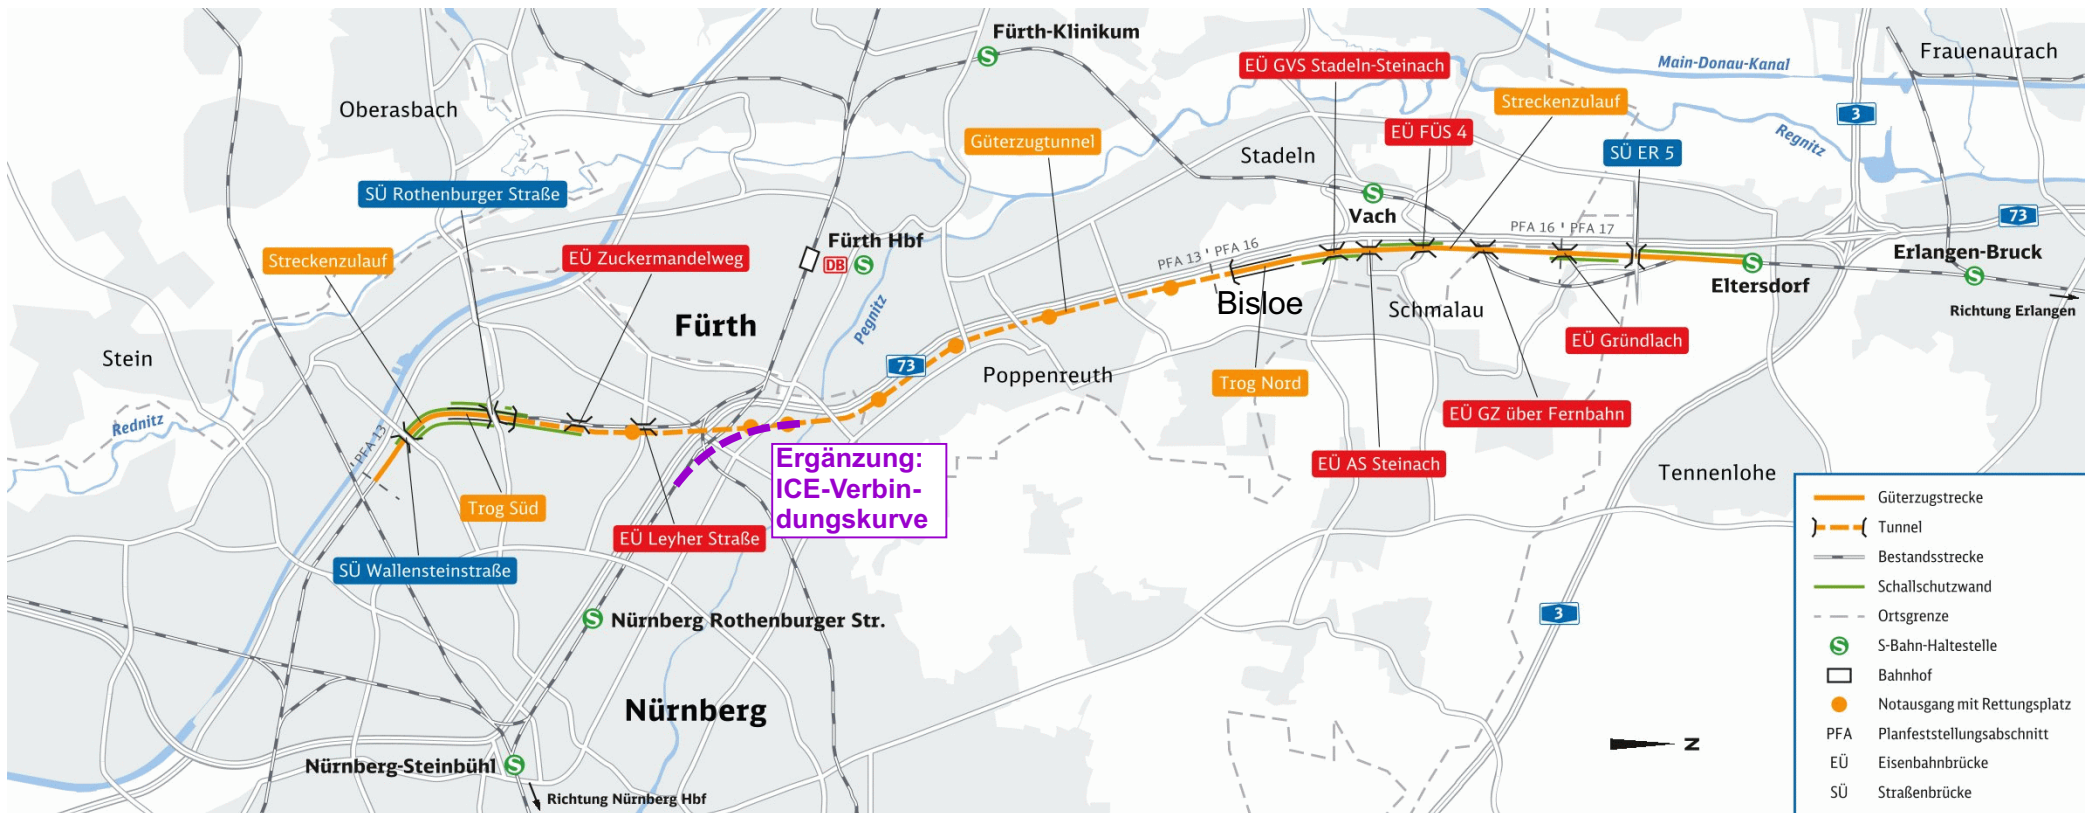 Fürth-Klinikum
Oberasbach
EÜ GVS Stadeln-Steinach
Main-Donau-Kanal
Frauenaurach
Streckenzulauf
3
Güterzugtunnel
EÜ FÜS 4
Regnitz
Stadeln
SÜ ER 5
SÜ Rothenburger Straße
Vach
73
Fürth Hbf
DB
PFA 16
PFA 17
Streckenzulauf
EÜ Zuckermandelweg
PFA 13
PFA 16
Erlangen-Bruck
Eltersdorf
Richtung Erlangen
Pegnitz
Bisloe
Schmalau
Fürth
EÜ Gründlach
Stein
73
Poppenreuth
Trog Nord
EÜ GZ über Fernbahn
Rednitz
PFA 13
Ergänzung:
ICE-Verbin-
dungskurve
EÜ AS Steinach
Tennenlohe
Trog Süd
EÜ Leyher Straße
SÜ Wallensteinstraße
Nürnberg Rothenburger Str.
3
Nürnberg
Nürnberg-Steinbühl
Richtung Nürnberg Hbf
N
Güterzugstrecke
Tunnel
Bestandsstrecke
Schallschutzwand
Ortsgrenze
S S-Bahn-Haltestelle
Bahnhof
Notausgang mit Rettungsplatz
PFA Planfeststellungsabschnitt
EÜ Eisenbahnbrücke
SÜ Straßenbrücke